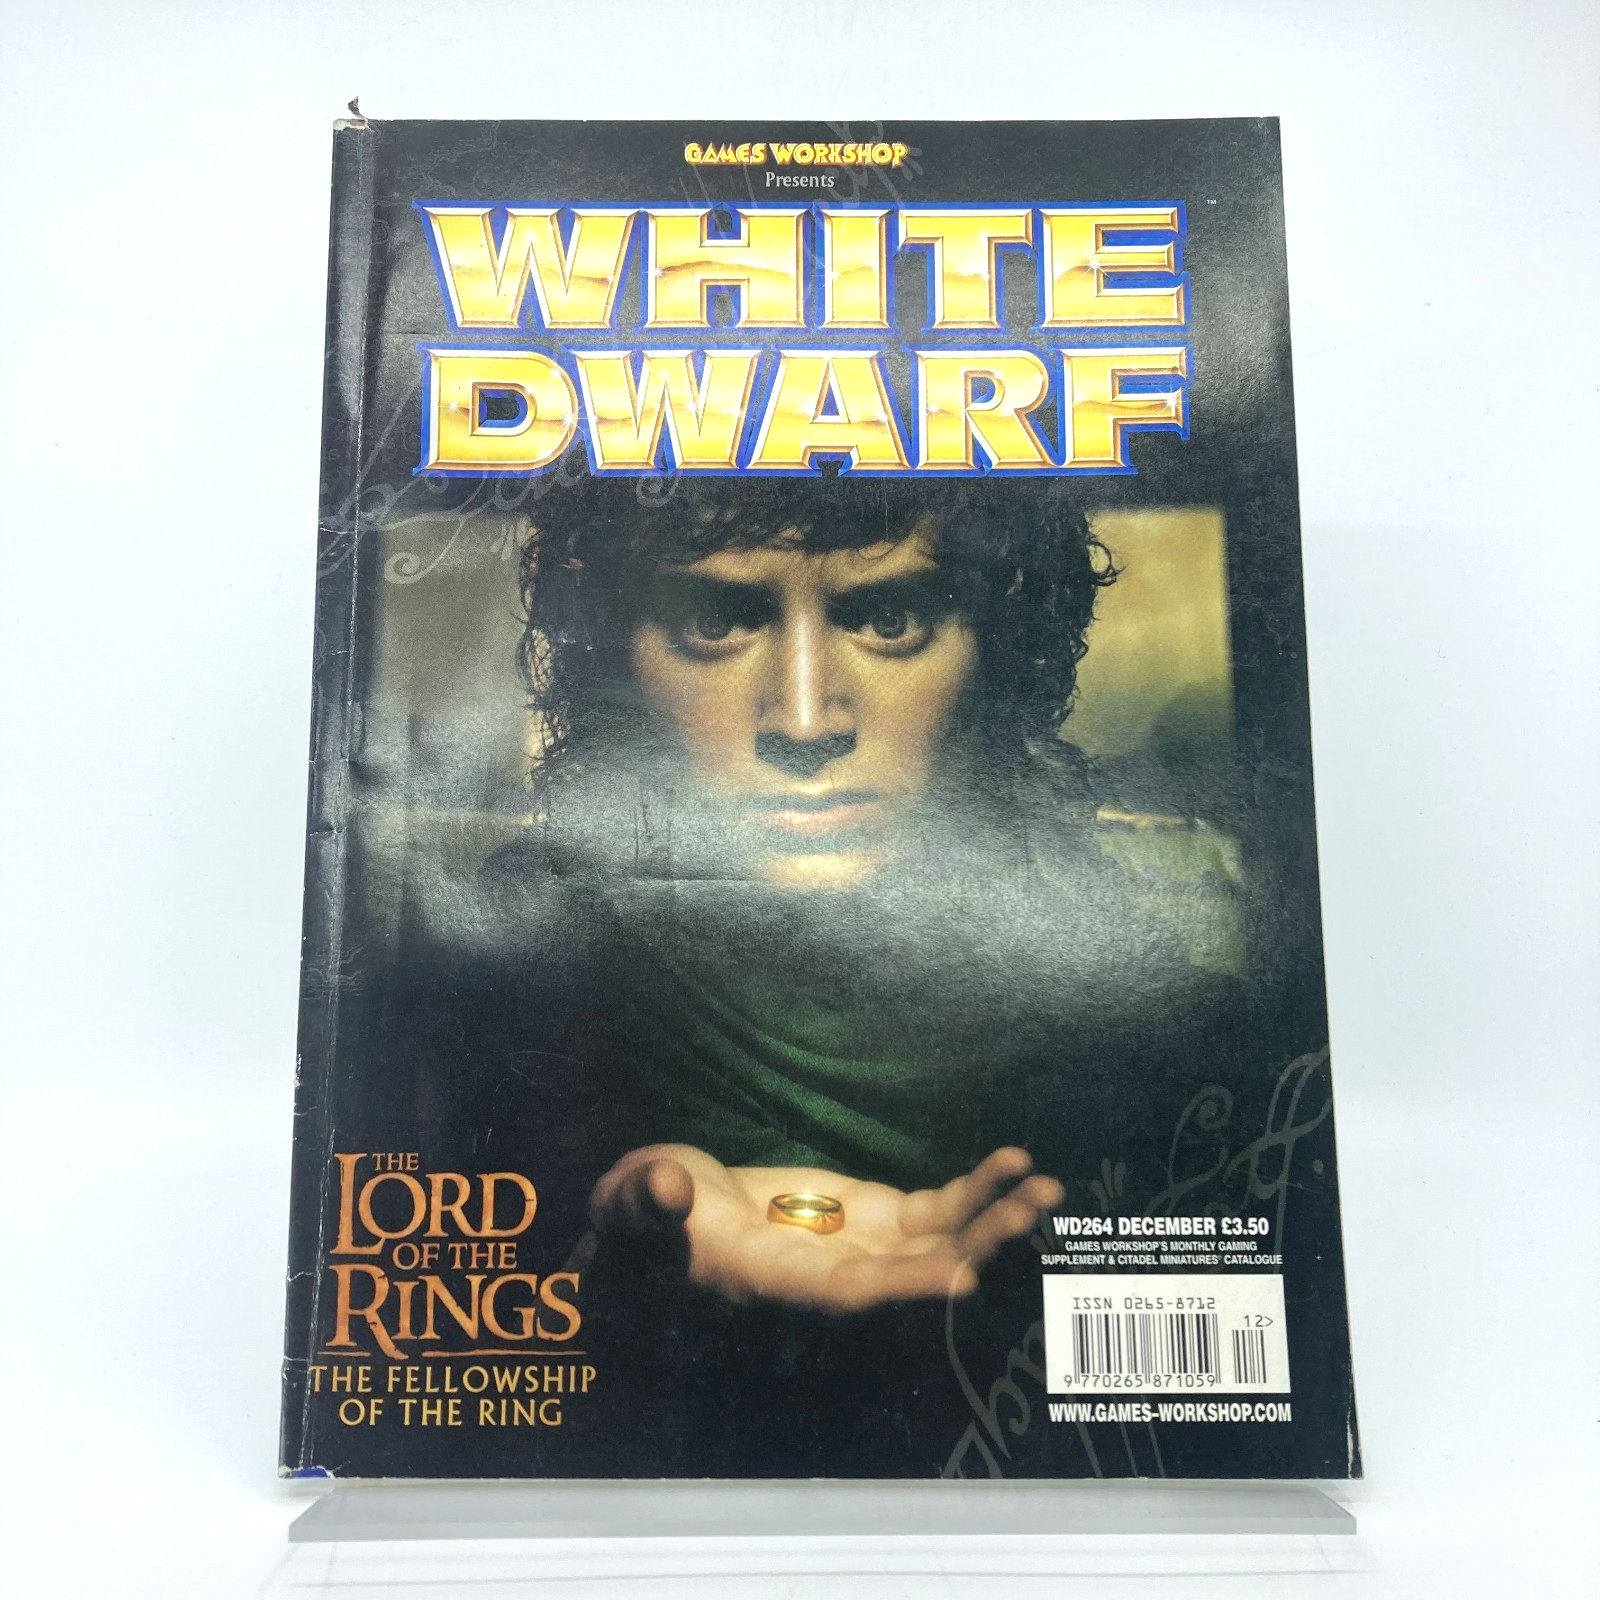 GAMES WORKSHOP
Presents
WHITE
™
DWARF
THE
LORD
OF THE
RINGS
THE FELLOWSHIP
OF THE RING
WD264 DECEMBER £3.50
GAMES WORKSHOP'S MONTHLY GAMING
SUPPLEMENT & CITADEL MINIATURES® CATALOGUE
ISSN 0265-8712
12>
9 770265 871059
WWW.GAMES-WORKSHOP.COM